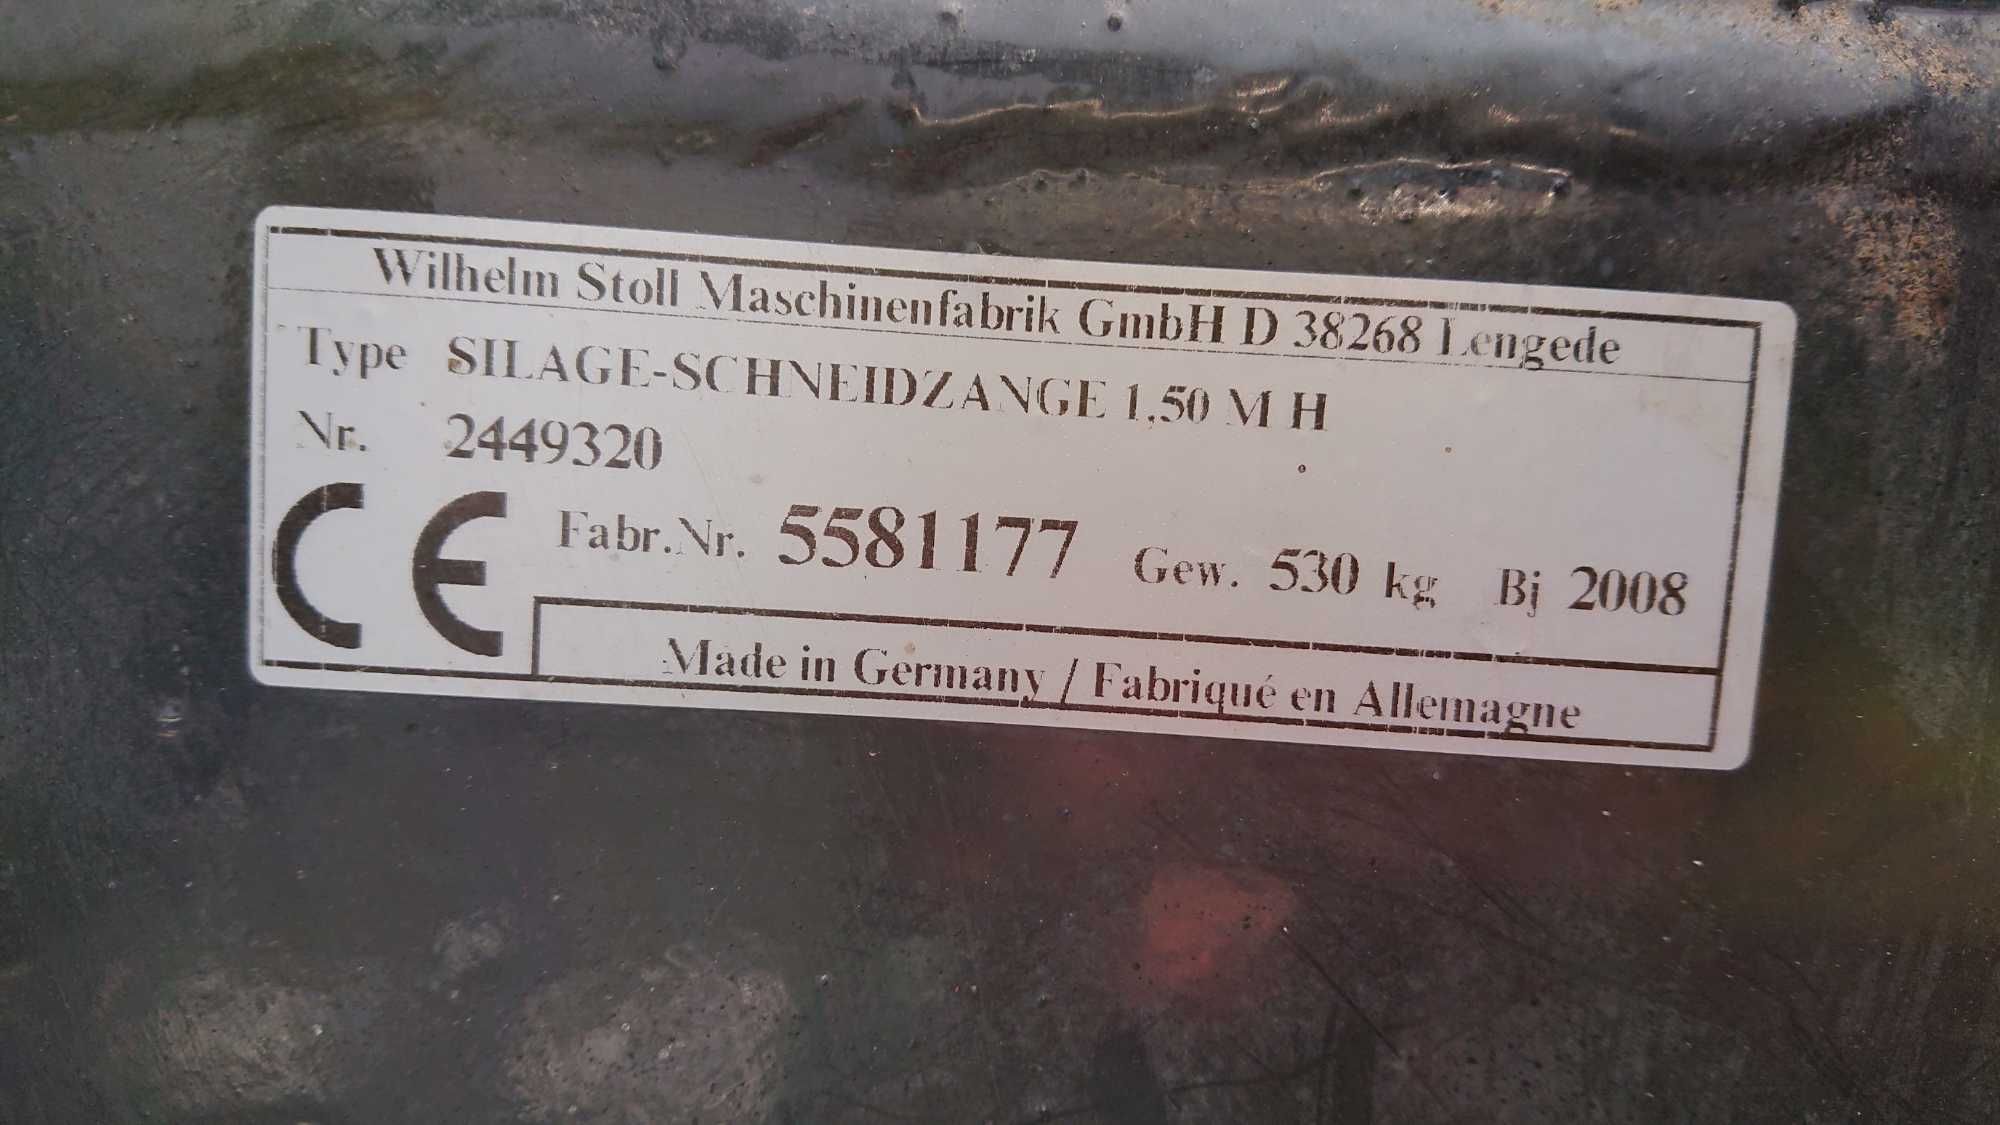 Wilhelm Stoll Maschinenfabrik GmbH D 38268 Lengede
Type SILAGE-SCHNEIDZANGE 1,50 M H
Nr. 2449320
CE Fabr.Nr. 5581177 Gew. 530 kg Bj 2008
Made in Germany / Fabriqué en Allemagne